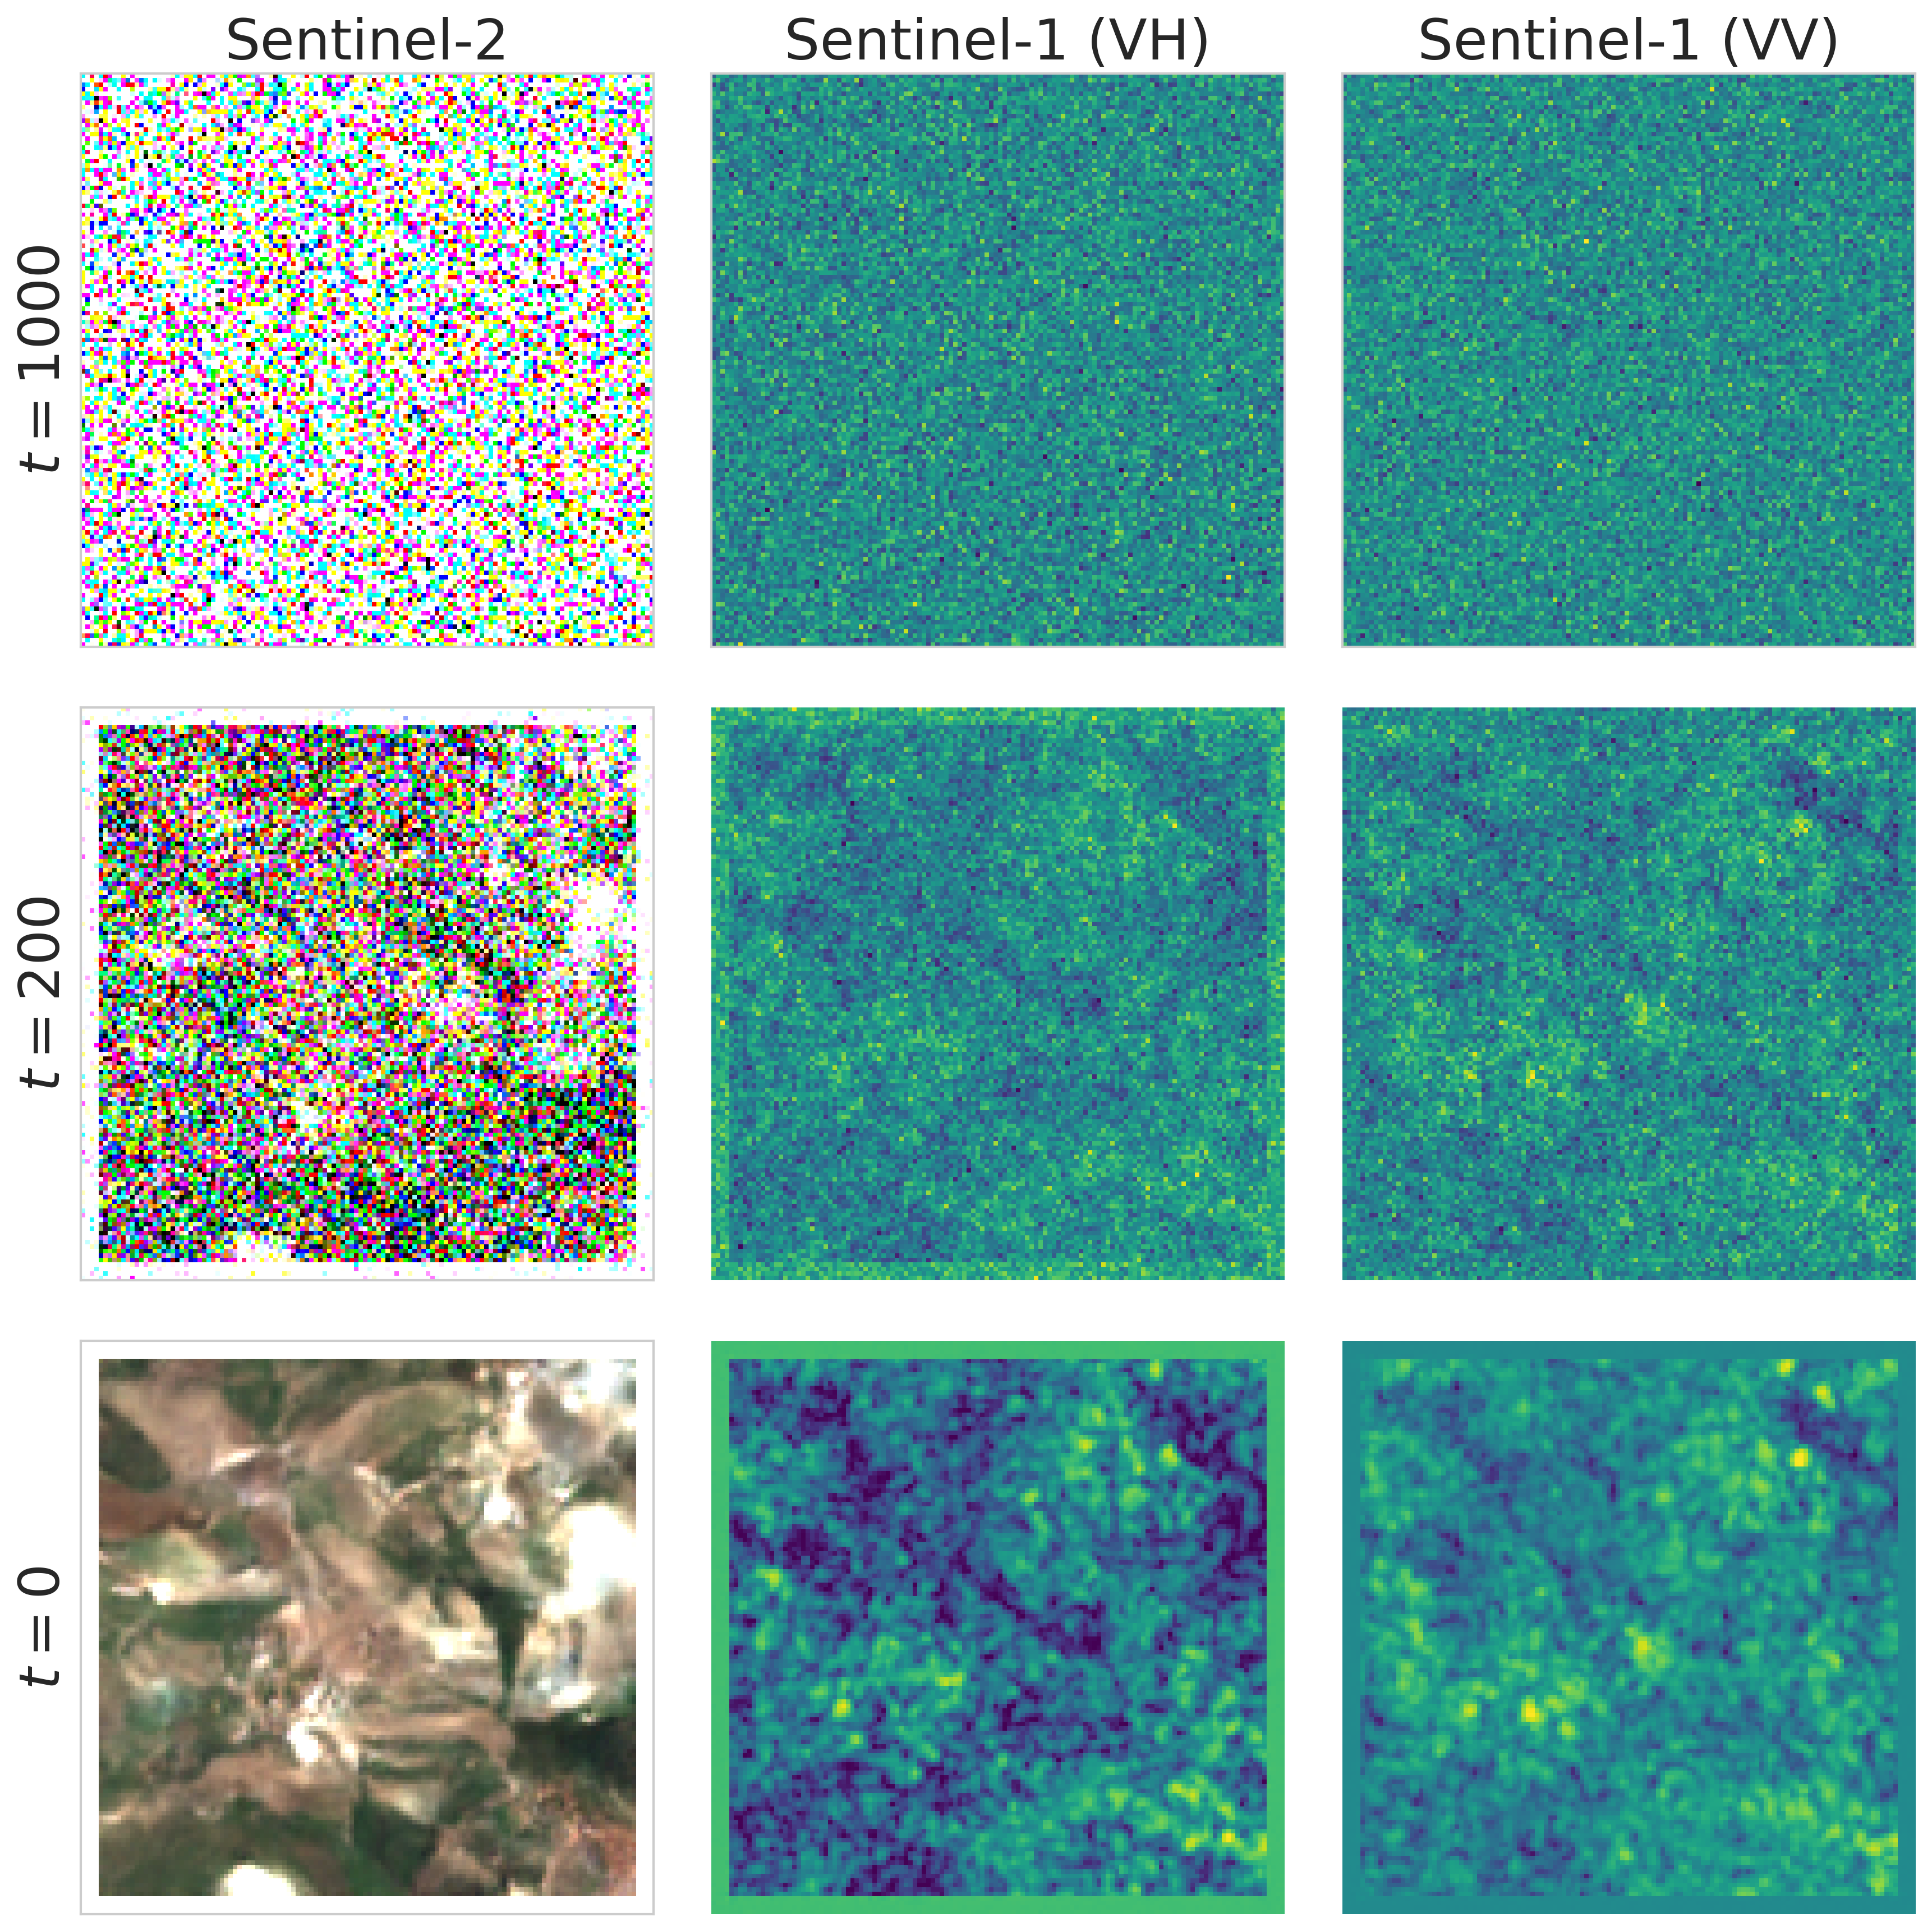 Sentinel-2
Sentinel-1 (VH)
Sentinel-1 (VV)
t = 1000
t = 200
t = 0